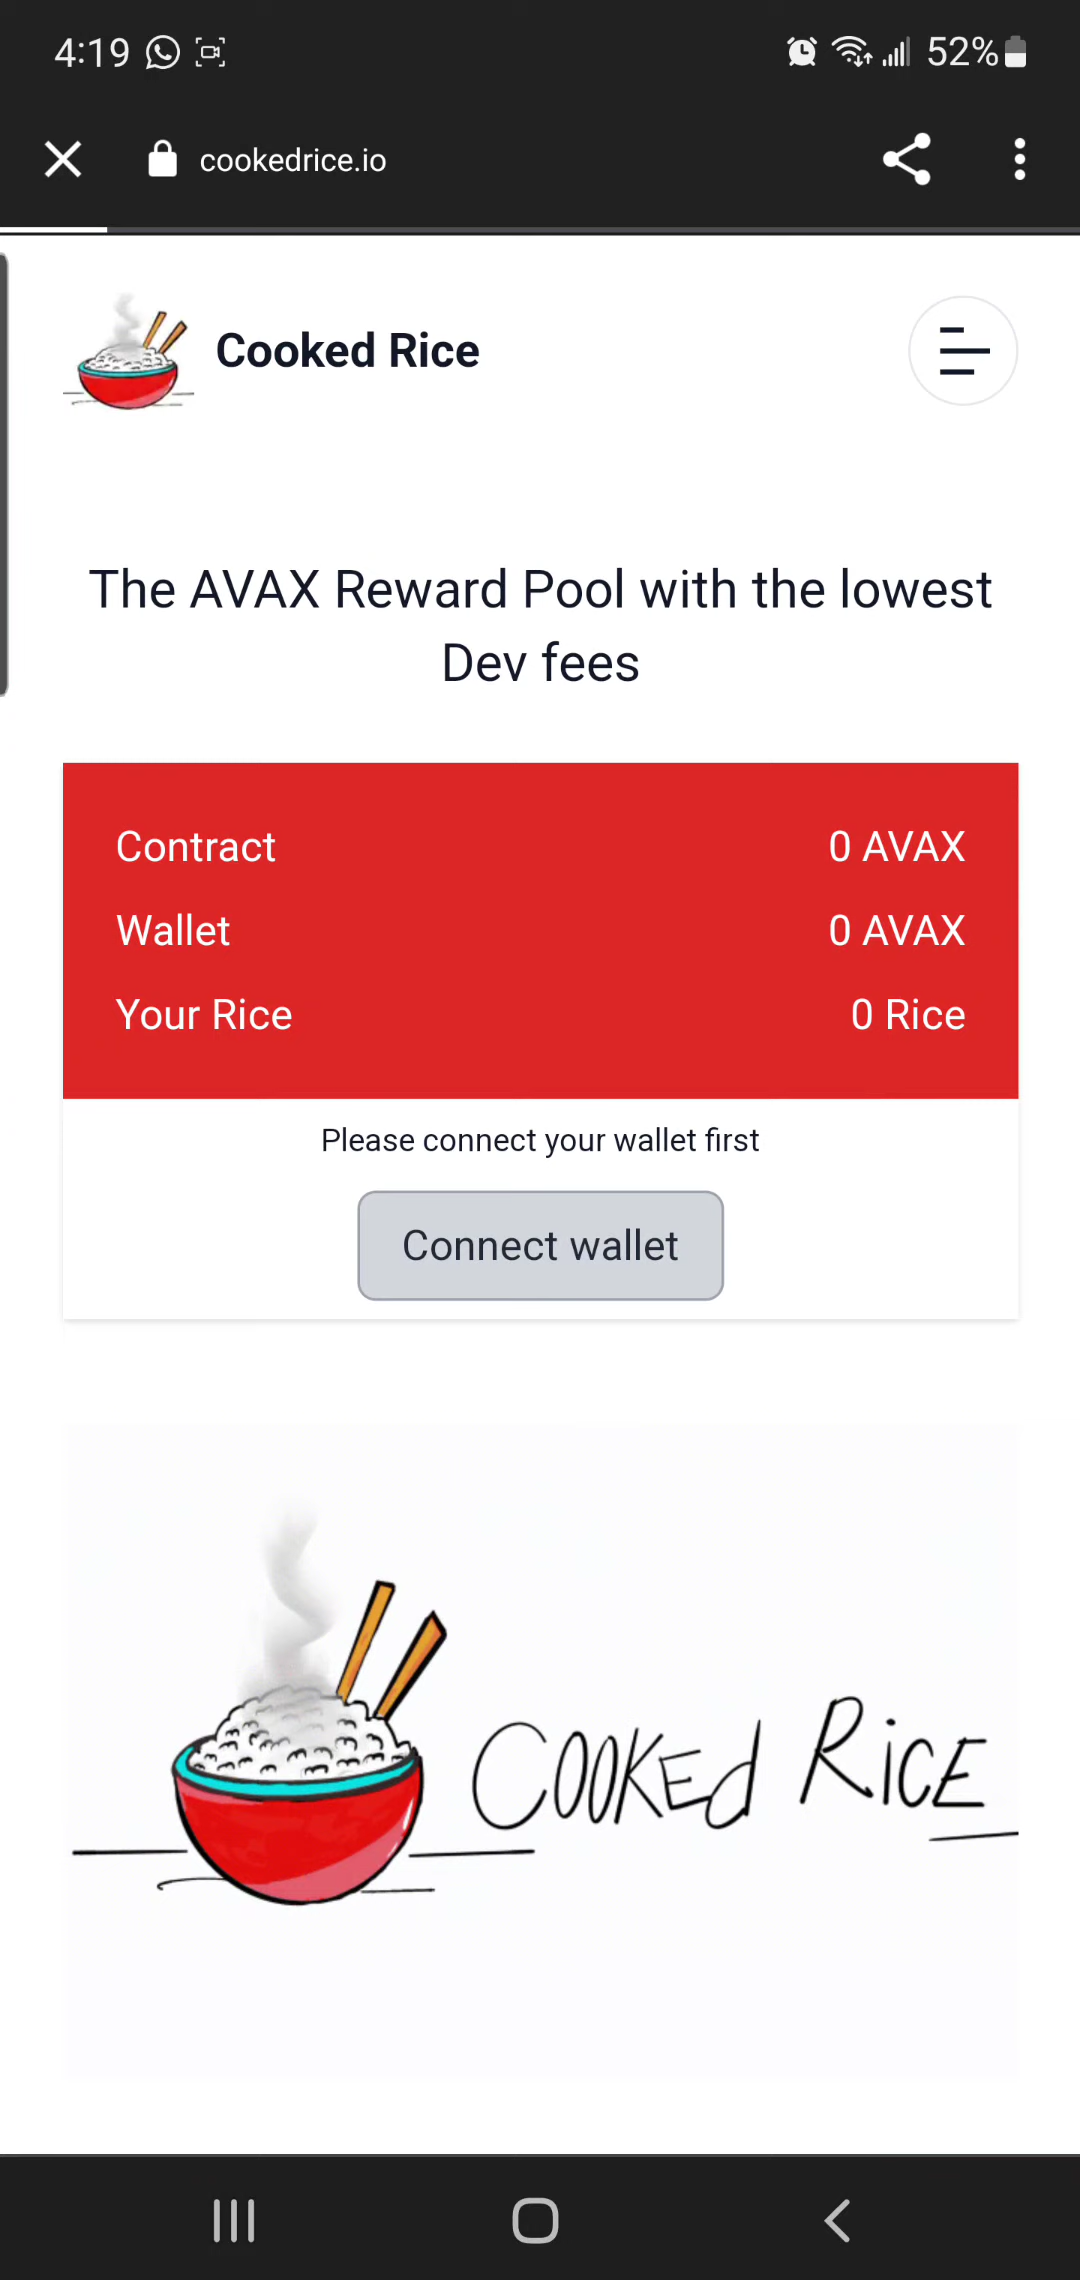 4:19
52%
cookedrice.io
Cooked Rice
The AVAX Reward Pool with the lowest
Dev fees
Contract 0 AVAX
Wallet 0 AVAX
Your Rice 0 Rice
Please connect your wallet first
Connect wallet
COOKEd RiCE